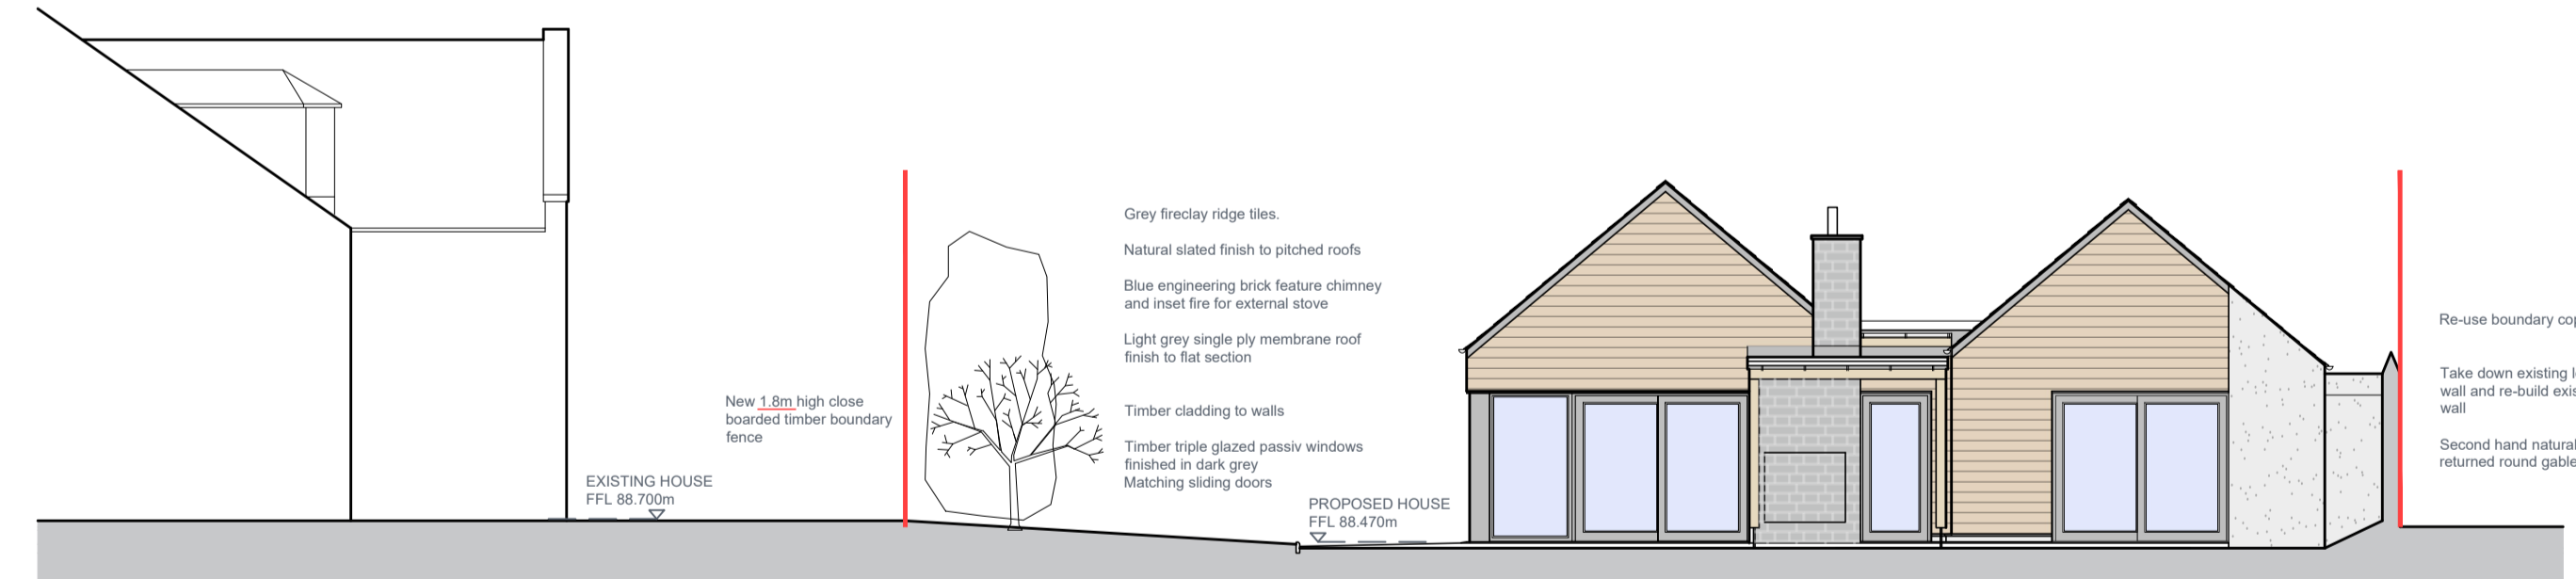 Grey fireclay ridge tiles.
Natural slated finish to pitched roofs
Blue engineering brick feature chimney
and inset fire for external stove
Light grey single ply membrane roof
finish to flat section
Timber cladding to walls
Timber triple glazed passiv windows
finished in dark grey
Matching sliding doors
New 1.8m high close
boarded timber boundary
fence
EXISTING HOUSE
FFL 88.700m
PROPOSED HOUSE
FFL 88.470m
Re-use boundary
Take down existing
wall and re-build
wall
Second hand natural
returned round gable